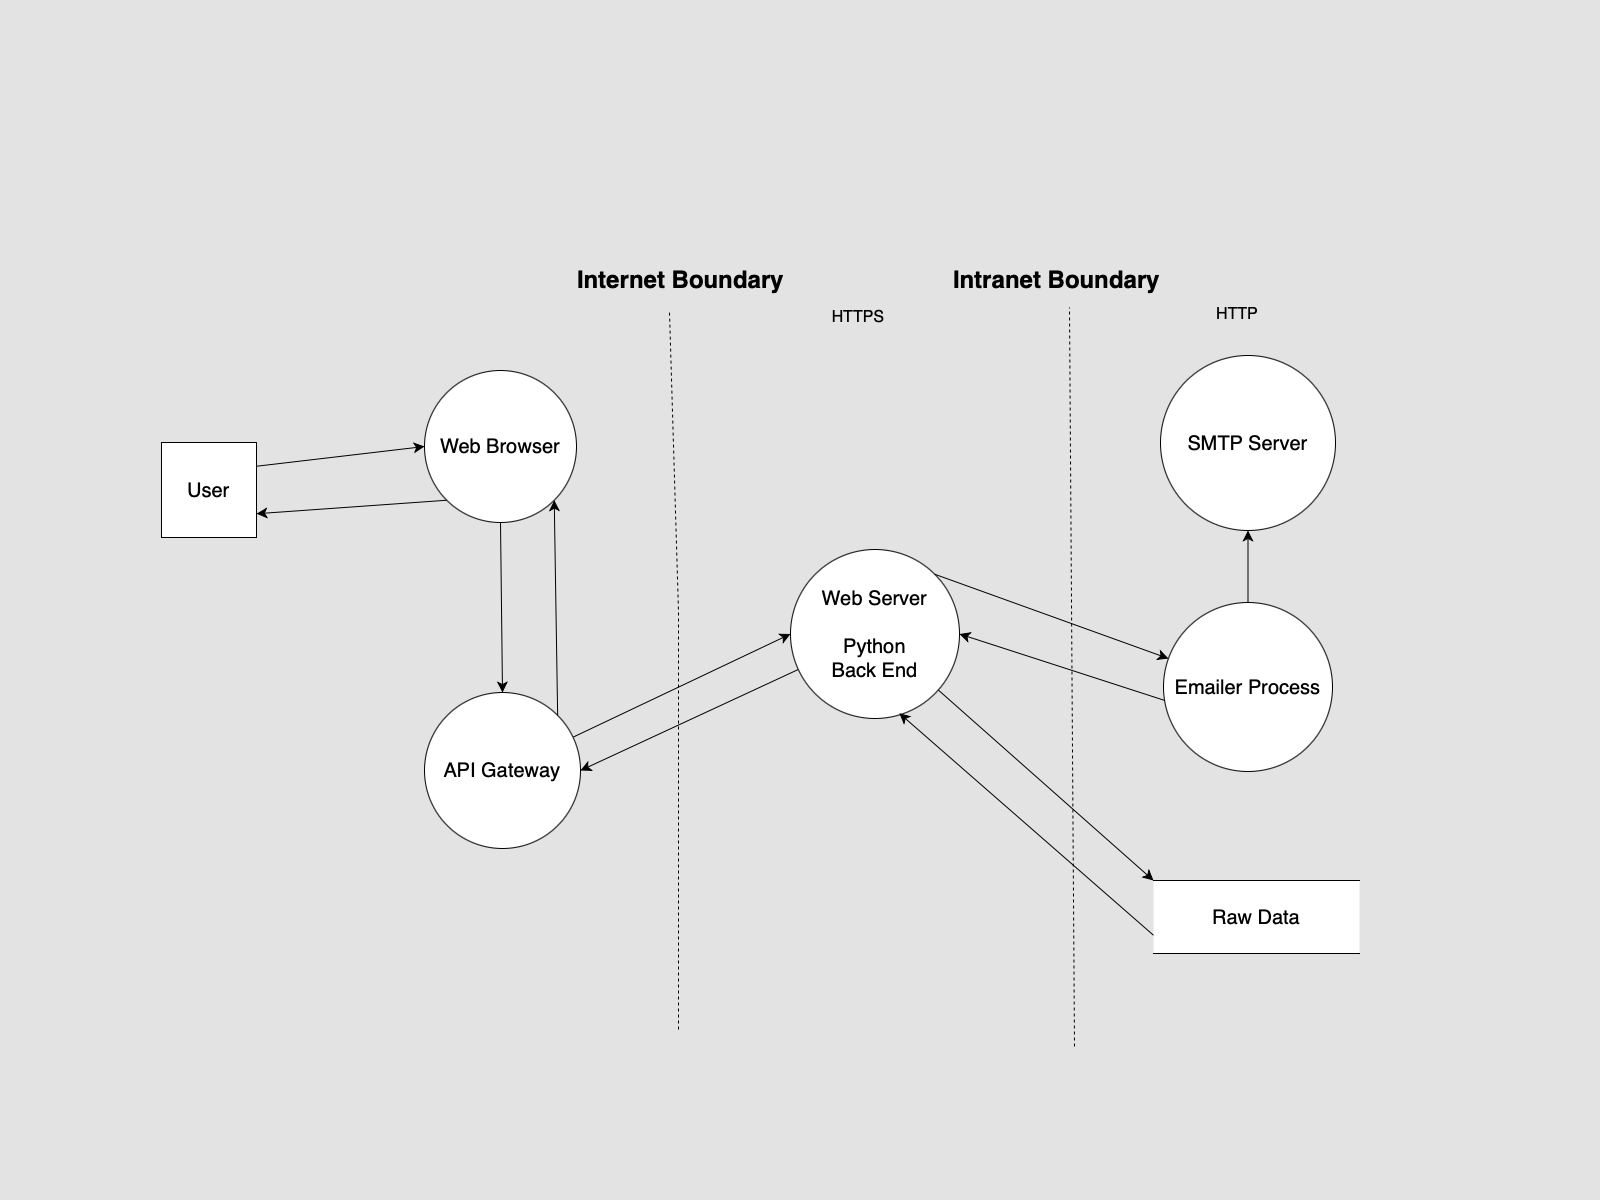 Internet Boundary
Intranet Boundary
HTTPS
HTTP
Web Browser
SMTP Server
User
Web Server
Python
Back End
Emailer Process
API Gateway
Raw Data